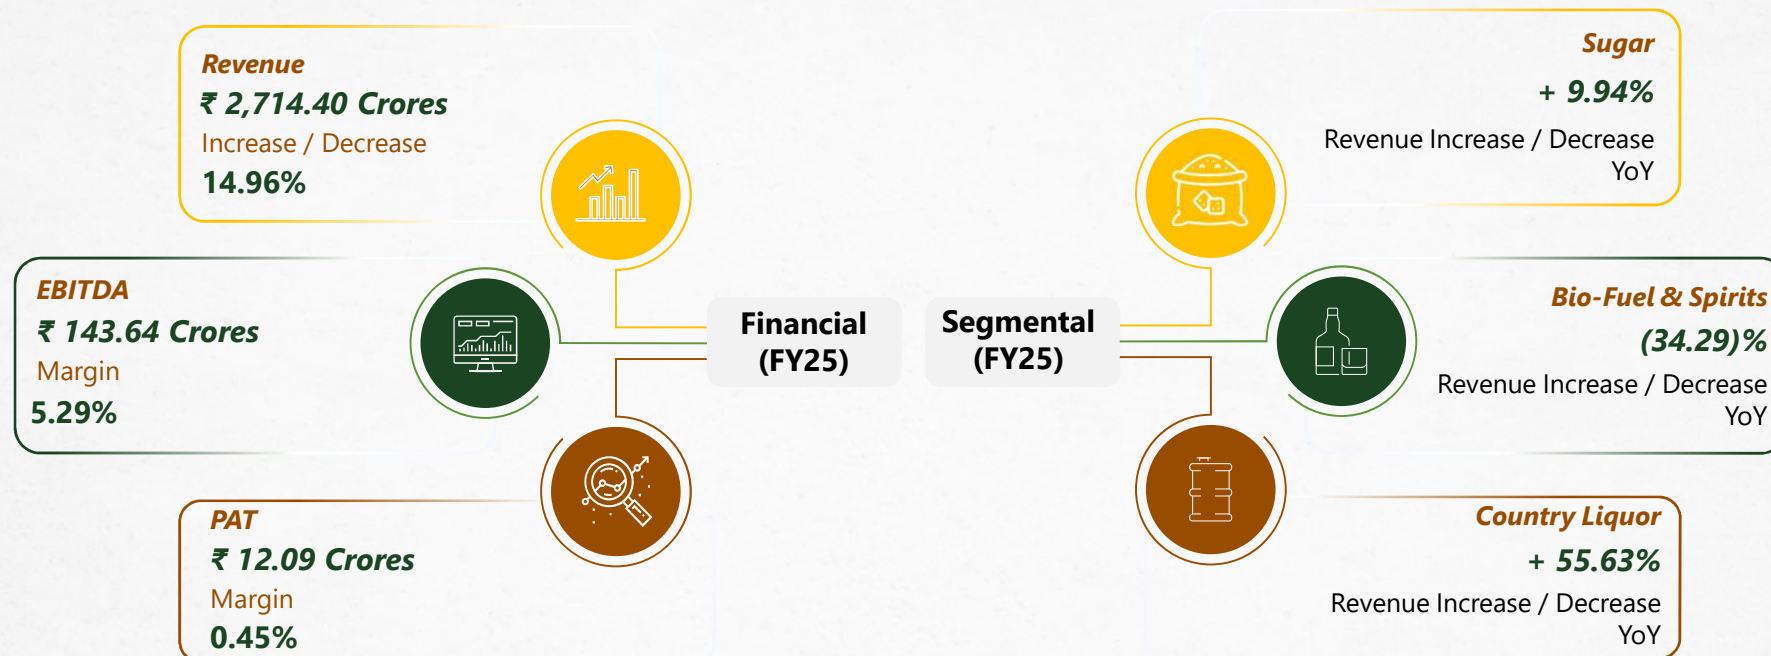 Revenue
₹ 2,714.40 Crores
Increase / Decrease
14.96%
EBITDA
₹ 143.64 Crores
Margin
5.29%
PAT
₹ 12.09 Crores
Margin
0.45%
Financial
(FY25)
Segmental
(FY25)
Sugar
+ 9.94%
Revenue Increase / Decrease
YoY
Bio-Fuel & Spirits
(34.29)%
Revenue Increase / Decrease
YoY
Country Liquor
+ 55.63%
Revenue Increase / Decrease
YoY